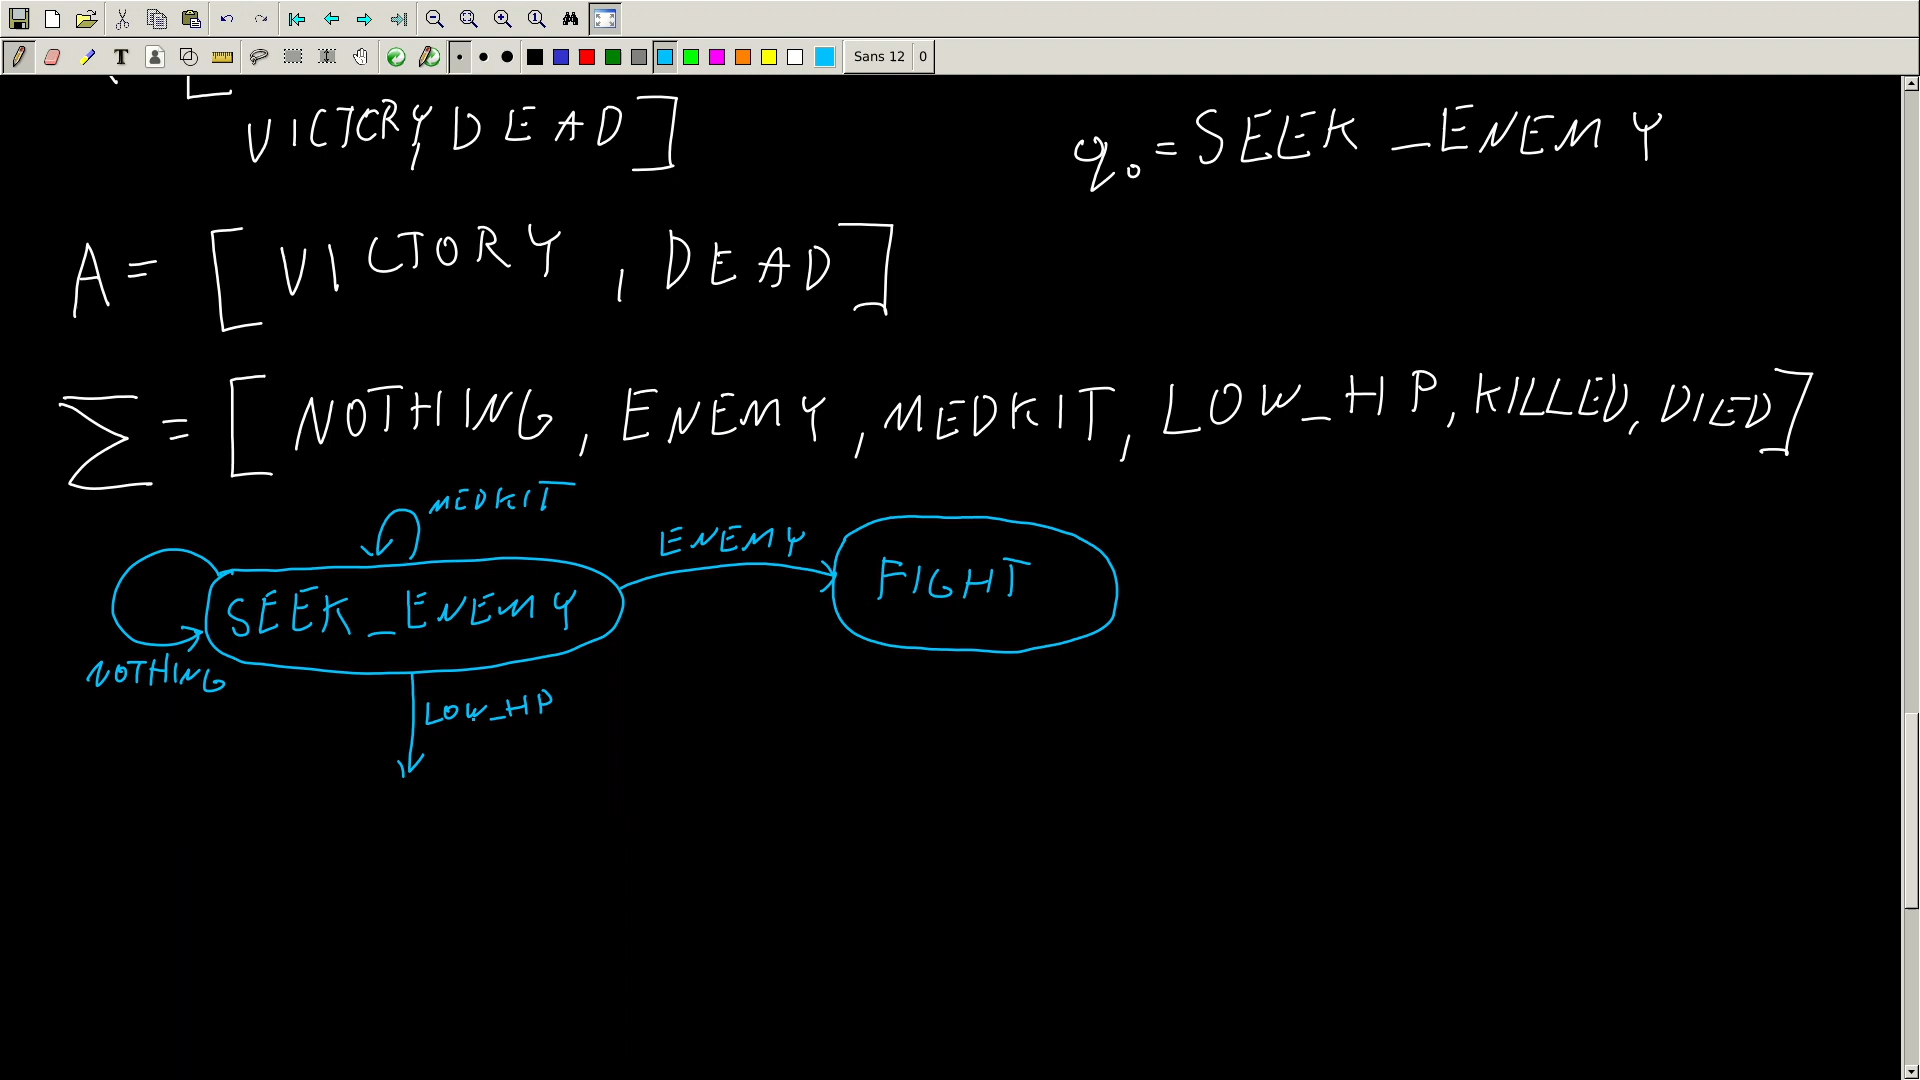 Sans 12 0
VICTORY, DEAD]
q₀ = SEEK_ENEMY
A = [VICTORY, DEAD]
Σ = [NOTHING, ENEMY, MEDKIT, LOW_HP, KILLED, DIED]
MEDKIT
ENEMY
FIGHT
SEEK_ENEMY
NOTHING
LOW_HP